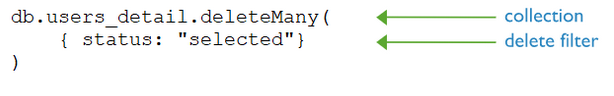 db.users_detail.deleteMany( collection
{ status: "selected"} delete filter
)